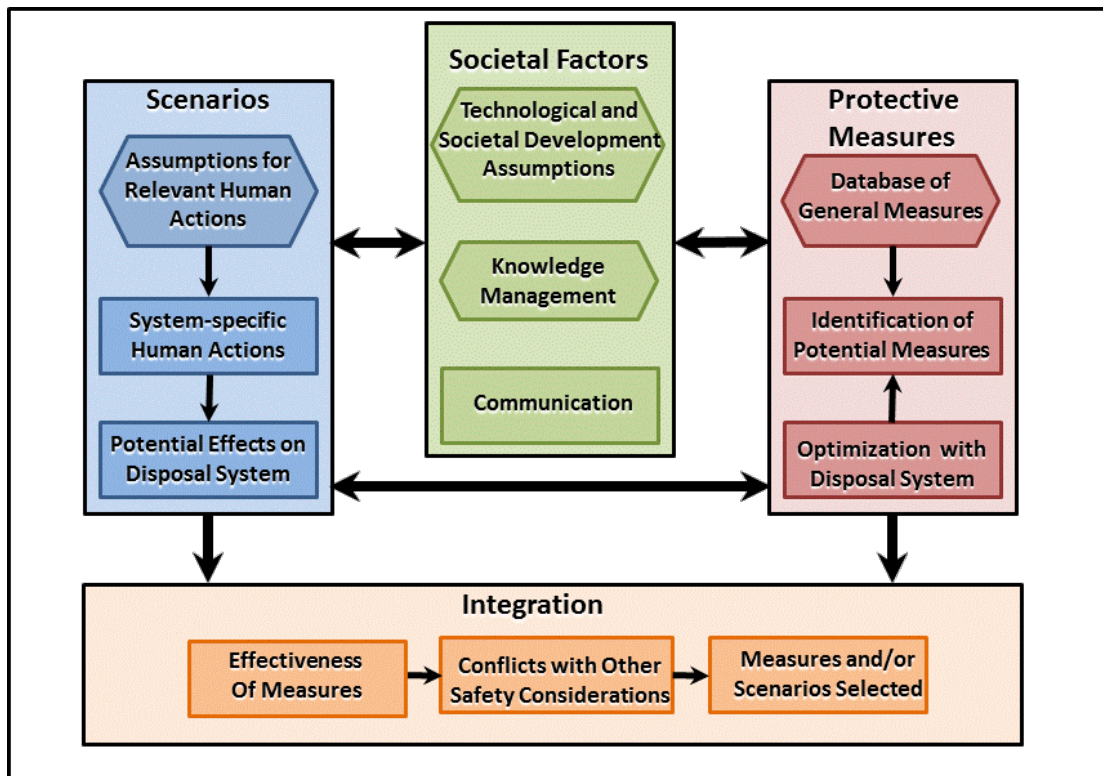 Scenarios
Assumptions for
Relevant Human
Actions
System-specific
Human Actions
Potential Effects on
Disposal System
Societal Factors
Technological and
Societal Development
Assumptions
Knowledge
Management
Communication
Protective
Measures
Database of
General Measures
Identification of
Potential Measures
Optimization with
Disposal System
Integration
Effectiveness
Of Measures
Conflicts with Other
Safety Considerations
Measures and/or
Scenarios Selected